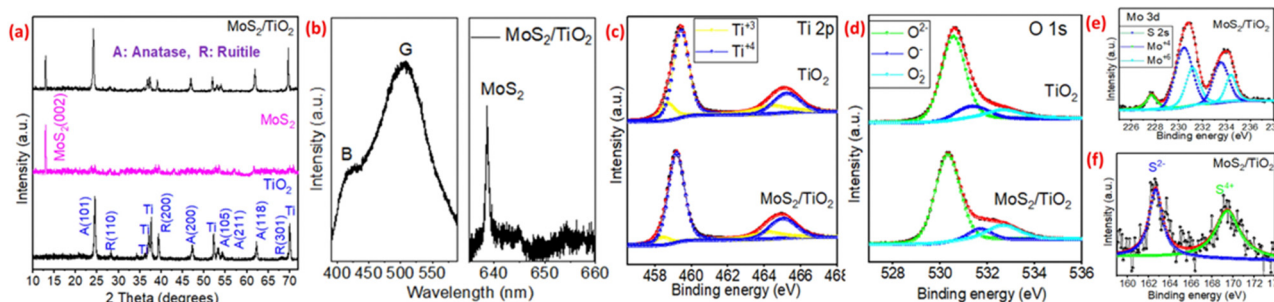 (a)
MoS2/TiO2
A: Anatase, R: Ruitile
MoS2(002)
MoS2
TiO2
A(101)
R(110)
Ti
Ti
Ti
R(200)
A(200)
Ti
A(105)
A(211)
A(118)
R(301)
Ti
Intensity (a.u.)
10 15 20 25 30 35 40 45 50 55 60 65 70
2 Theta (degrees)
(b)
B
G
MoS2/TiO2
MoS2
Intensity (a.u.)
400 450 500 550
640 650 660
Wavelength (nm)
(c)
Ti 2p
Ti+3
Ti+4
TiO2
MoS2/TiO2
Intensity (a.u.)
458 460 462 464 466 468
Binding energy (eV)
(d)
O 1s
O2-
O-
O2-
TiO2
MoS2/TiO2
Intensity (a.u.)
528 530 532 534 536
Binding energy (eV)
(e)
Mo 3d
S 2s
Mo+4
Mo+6
MoS2/TiO2
Intensity (a.u.)
226 228 230 232 234 236
Binding energy (eV)
(f)
MoS2/TiO2
S2-
S4+
Intensity (a.u.)
160 162 164 166 168 170 172
Binding energy (eV)